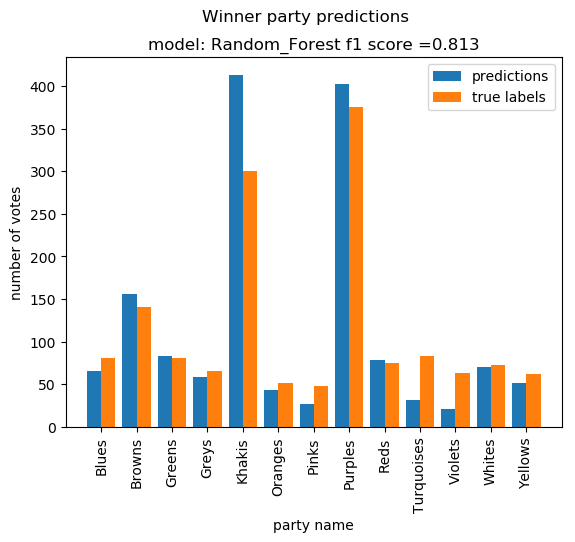 Winner party predictions
model: Random_Forest f1 score =0.813
predictions
true labels
number of votes
400
350
300
250
200
150
100
50
0
Blues
Browns
Greens
Greys
Khakis
Oranges
Pinks
Purples
Reds
Turquoises
Violets
Whites
Yellows
party name